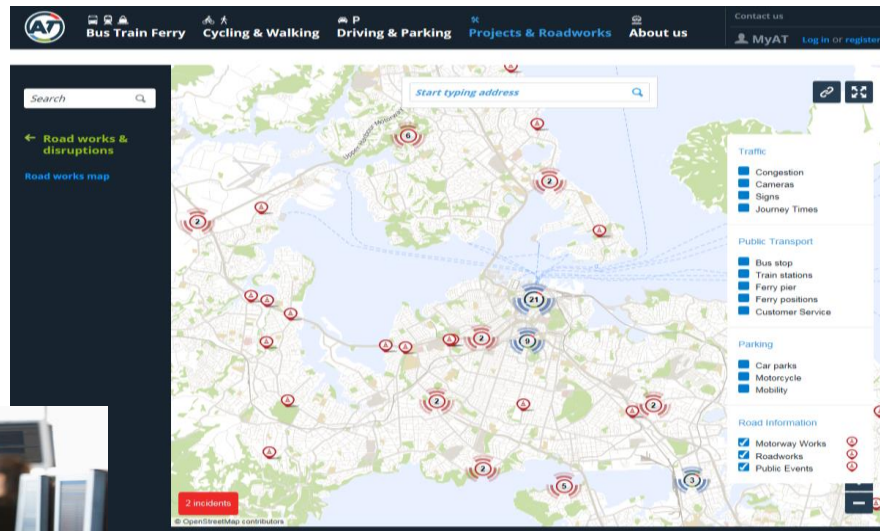 AT
Bus Train Ferry
Cycling & Walking
P
Driving & Parking
Projects & Roadworks
About us
Contact us
MyAT Log in or register
Search
Start typing address
← Road works &
disruptions
Road works map
Upper Harbour Motorway
6
2
2
21
9
2
2
2
2
5
3
Traffic
Congestion
Cameras
Signs
Journey Times
Public Transport
Bus stop
Train stations
Ferry pier
Ferry positions
Customer Service
Parking
Car parks
Motorcycle
Mobility
Road Information
Motorway Works
Roadworks
Public Events
2 incidents
© OpenStreetMap contributors